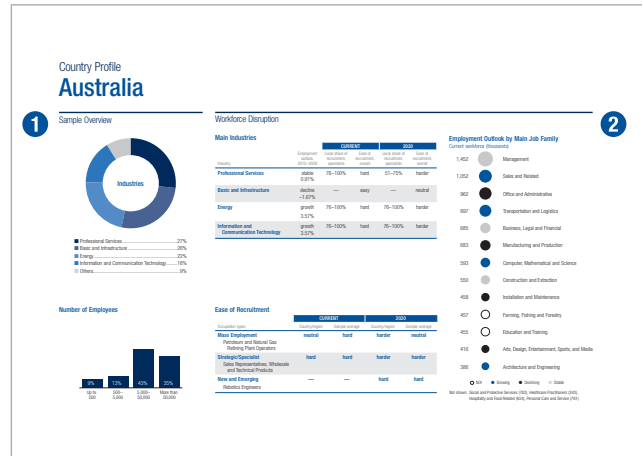 Country Profile
Australia
1
Sample Overview
Industries
Professional Services 27%
Basic and Infrastructure 26%
Energy 22%
Information and Communication Technology 16%
Others 9%
Number of Employees
9%
13%
43%
35%
Up to
500
500–
5,000
5,000–
50,000
More than
50,000
Workforce Disruption
2
Main Industries
CURRENT 2020
Industry
Employment
outlook
2015–2020
Local share of
recruitment,
specialists
Ease of
recruitment,
overall
Local share of
recruitment,
specialists
Ease of
recruitment,
overall
Professional Services stable 76–100% hard 51–75% harder
0.91%
Basic and Infrastructure decline — easy — neutral
–1.67%
Energy growth 76–100% hard 76–100% harder
3.57%
Information and growth 76–100% hard 76–100% harder
Communication Technology 3.57%
Ease of Recruitment
CURRENT 2020
Occupation types Country/region Sample average Country/region Sample average
Mass Employment neutral hard harder neutral
Petroleum and Natural Gas
Refining Plant Operators
Strategic/Specialist hard hard harder harder
Sales Representatives, Wholesale
and Technical Products
New and Emerging — — hard hard
Robotics Engineers
Employment Outlook by Main Job Family
Current workforce (thousands)
1,452 Management
1,052 Sales and Related
962 Office and Administrative
897 Transportation and Logistics
685 Business, Legal and Financial
683 Manufacturing and Production
593 Computer, Mathematical and Science
550 Construction and Extraction
458 Installation and Maintenance
457 Farming, Fishing and Forestry
455 Education and Training
416 Arts, Design, Entertainment, Sports, and Media
386 Architecture and Engineering
N/A Growing Declining Stable
Not shown: Social and Protective Services
Hospitality and Food Related Personal Care and Service